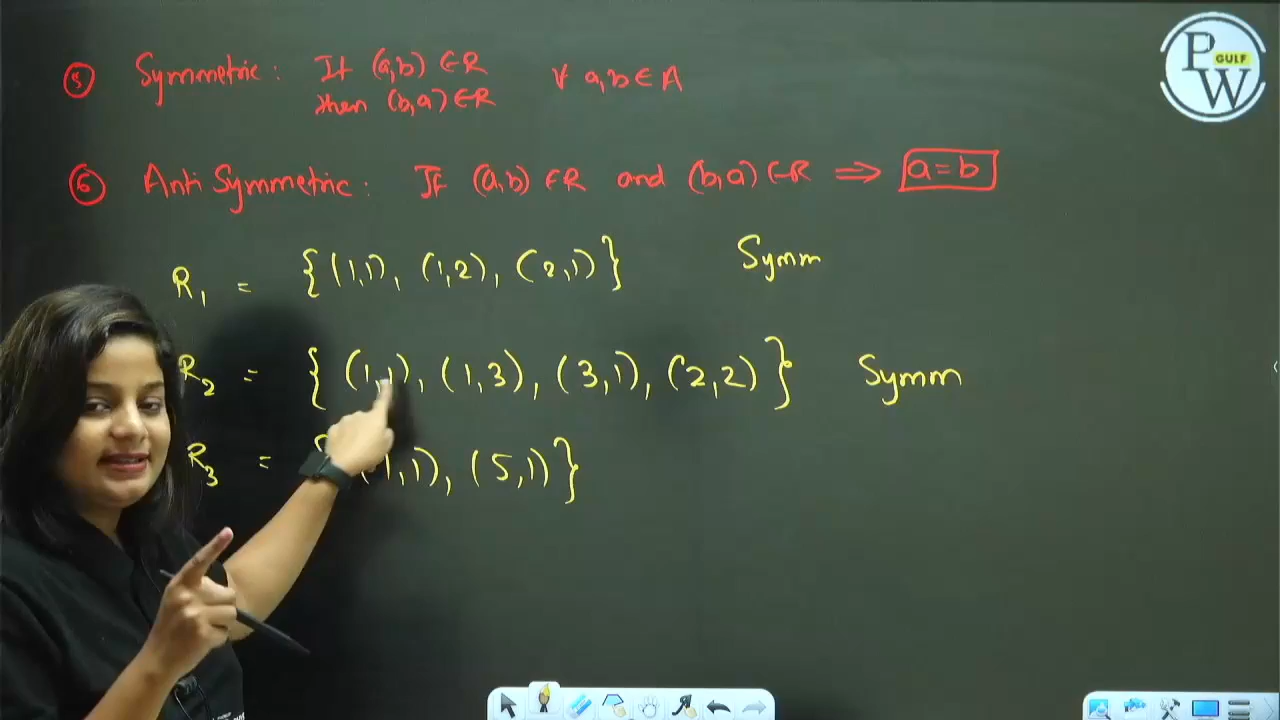 ⑤ Symmetric: If (a,b) ∈ R ∀ a,b ∈ A
then (b,a) ∈ R
⑥ Anti Symmetric: If (a,b) ∈ R and (b,a) ∈ R ⇒ a=b
R₁ = {(1,1), (1,2), (2,1)} Symm
R₂ = {(1,1), (1,3), (3,1), (2,2)} Symm
R₃ = {(1,1), (5,1)}
PW GULF